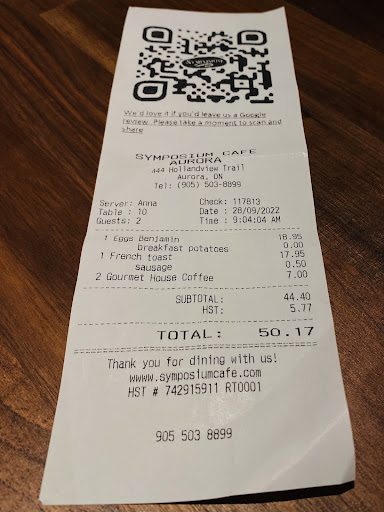 SYMPOSIUM
We'd love it if you'd leave us a Google
review. Please take a moment to scan and
share
SYMPOSIUM CAFE
AURORA
444 Hollandview Trail
Aurora, ON
Tel: (905) 503-8899
Server: Anna Check: 117813
Table : 10 Date : 28/09/2022
Guests: 2 Time : 9:04:04 AM
1 Eggs Benjamin 18.95
breakfast potatoes 0.00
1 French toast 17.95
sausage 0.50
2 Gourmet House Coffee 7.00
SUBTOTAL: 44.40
HST: 5.77
TOTAL: 50.17
Thank you for dining with us!
www.symposiumcafe.com
HST # 742915911 RT0001
905 503 8899